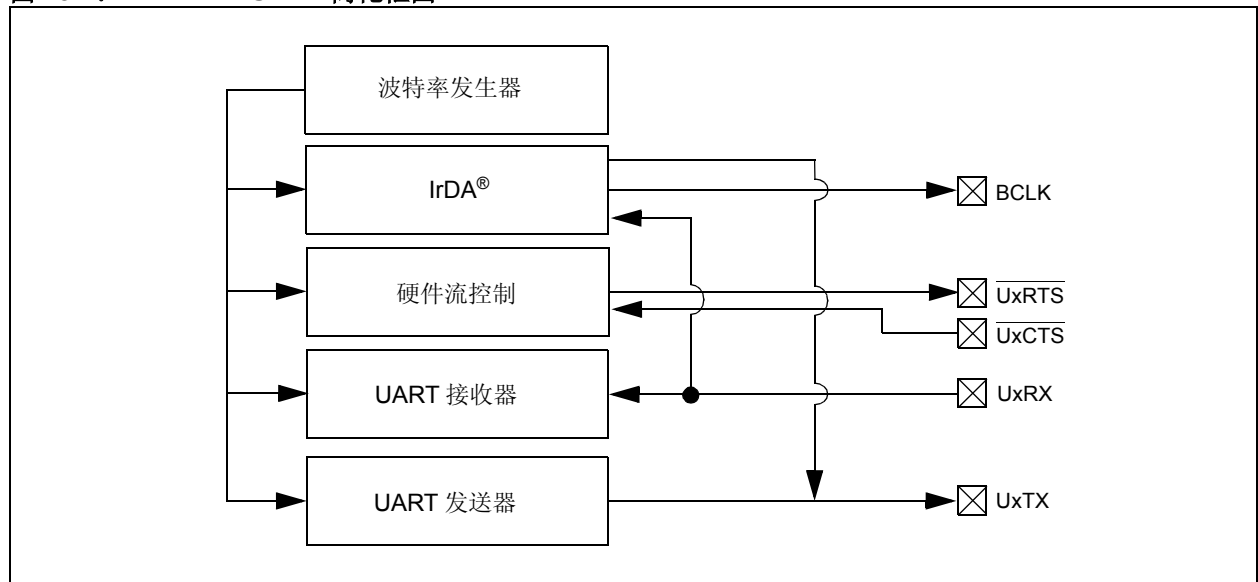 波特率发生器
IrDA®
BCLK
硬件流控制
UxRTS
UxCTS
UART 接收器
UxRX
UART 发送器
UxTX